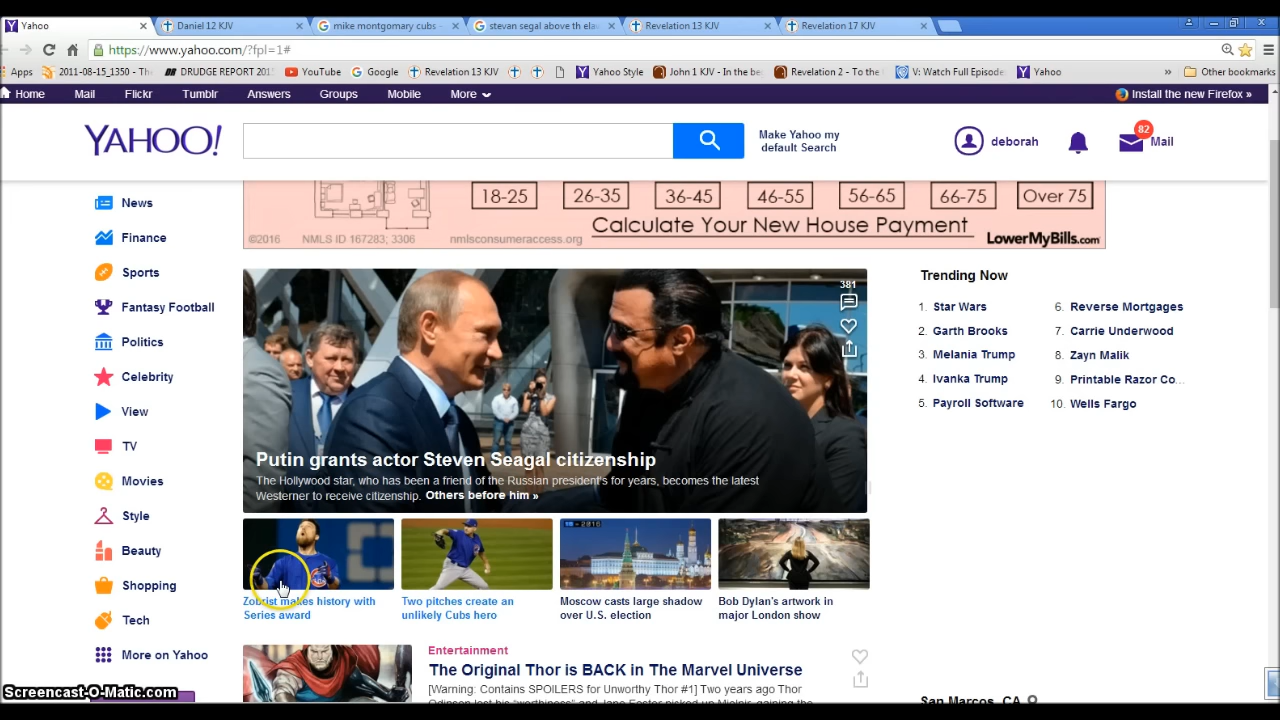 Yahoo
Daniel 12 KJV
mike montgomary cubs -
stevan segal above th elai
Revelation 13 KJV
Revelation 17 KJV
https://www.yahoo.com/?fpl=1#
Apps
2011-08-15_1350 – Th
DRUDGE REPORT 201
YouTube
Google
Revelation 13 KJV
Yahoo Style
John 1 KJV - In the be
Revelation 2 - To the
V: Watch Full Episode
Yahoo
»
Other bookmarks
Home
Mail
Flickr
Tumblr
Answers
Groups
Mobile
More
Install the new Firefox »
YAHOO!
Make Yahoo my
default Search
deborah
82
Mail
18-25
26-35
36-45
46-55
56-65
66-75
Over 75
Calculate Your New House Payment
©2016
NMLS ID 167283; 3306
nmlsconsumeraccess.org
LowerMyBills.com
News
Finance
Sports
Fantasy Football
Politics
Celebrity
View
TV
Movies
Style
Beauty
Shopping
Tech
More on Yahoo
381
Putin grants actor Steven Seagal citizenship
The Hollywood star, who has been a friend of the Russian president's for years, becomes the latest
Westerner to receive citizenship. Others before him »
Zobrist makes history with
Series award
Two pitches create an
unlikely Cubs hero
Moscow casts large shadow
over U.S. election
Bob Dylan's artwork in
major London show
Trending Now
1. Star Wars
2. Garth Brooks
3. Melania Trump
4. Ivanka Trump
5. Payroll Software
6. Reverse Mortgages
7. Carrie Underwood
8. Zayn Malik
9. Printable Razor Co...
10. Wells Fargo
Entertainment
The Original Thor is BACK in The Marvel Universe
[Warning: Contains SPOILERS for Unworthy Thor #1] Two years ago Thor
San Marcos, CA
Screencast-O-Matic.com